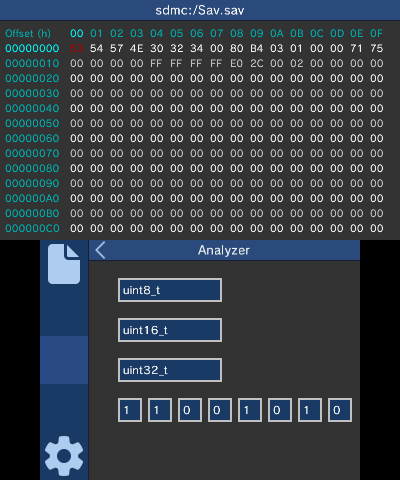 sdmc:/Sav.sav
Offset (h) 00 01 02 03 04 05 06 07 08 09 0A 0B 0C 0D 0E 0F
00000000 54 57 4E 30 32 34 00 80 B4 03 01 00 00 71 75
00000010 00 00 00 00 FF FF FF FF E0 2C 00 02 00 00 00 00
00000020 00 00 00 00 00 00 00 00 00 00 00 00 00 00 00 00
00000030 00 00 00 00 00 00 00 00 00 00 00 00 00 00 00 00
00000040 00 00 00 00 00 00 00 00 00 00 00 00 00 00 00 00
00000050 00 00 00 00 00 00 00 00 00 00 00 00 00 00 00 00
00000060 00 00 00 00 00 00 00 00 00 00 00 00 00 00 00 00
00000070 00 00 00 00 00 00 00 00 00 00 00 00 00 00 00 00
00000080 00 00 00 00 00 00 00 00 00 00 00 00 00 00 00 00
00000090 00 00 00 00 00 00 00 00 00 00 00 00 00 00 00 00
000000A0 00 00 00 00 00 00 00 00 00 00 00 00 00 00 00 00
000000B0 00 00 00 00 00 00 00 00 00 00 00 00 00 00 00 00
000000C0 00 00 00 00 00 00 00 00 00 00 00 00 00 00 00 00
Analyzer
uint8_t
uint16_t
uint32_t
1 1 0 0 1 0 1 0